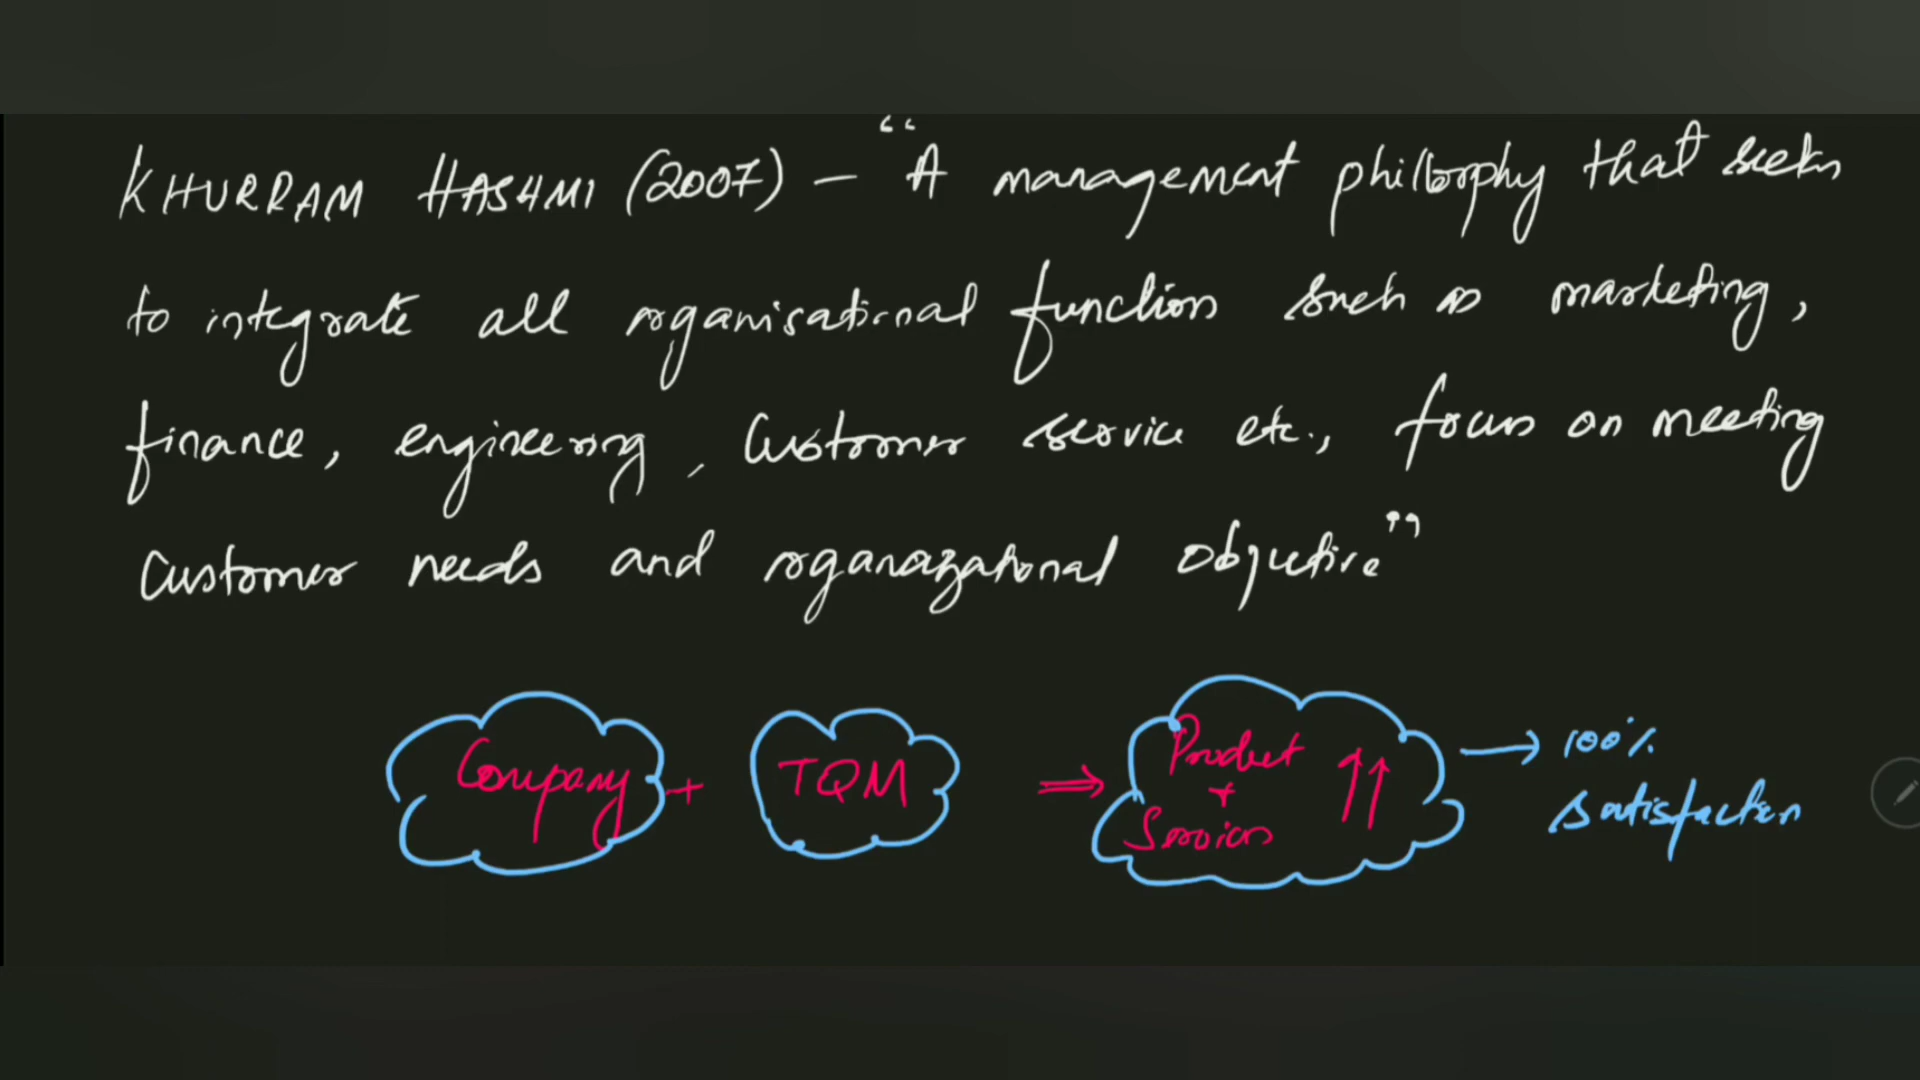 KHURRAM HASHMI (2007) – "A management philosophy that seeks
to integrate all organisational function such as marketing,
finance, engineering, Customer service etc., focus on meeting
Customer needs and organazational objective"
Company + TQM ⇒ Product + Services ↑↑ → 100% satisfaction